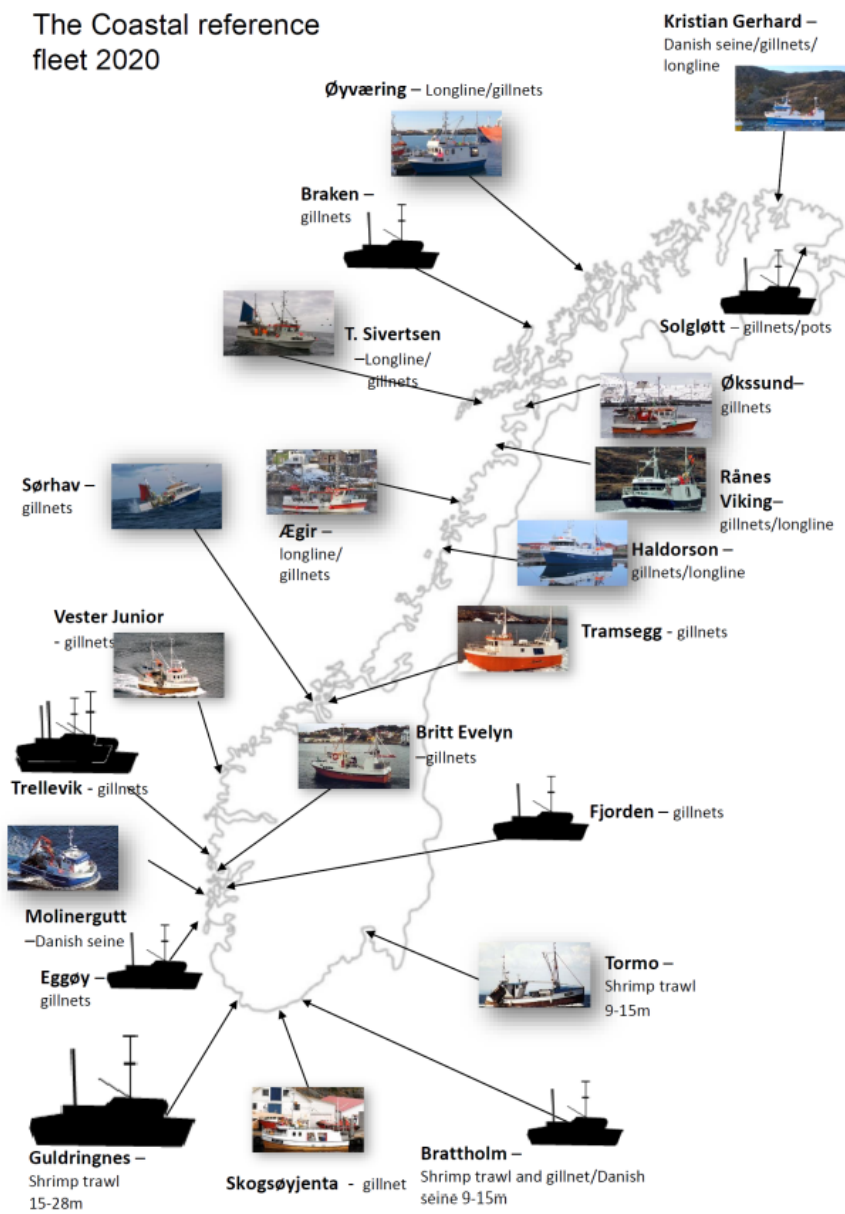 The Coastal reference
fleet 2020
Kristian Gerhard –
Danish seine/gillnets/
longline
Øyværing – Longline/gillnets
Braken –
gillnets
T. Sivertsen
–Longline/
gillnets
Solgløtt – gillnets/pots
Økssund–
gillnets
Rånes
Viking–
gillnets/longline
Sørhav –
gillnets
Ægir –
longline/
gillnets
Haldorson –
gillnets/longline
Vester Junior
- gillnets
Tramsegg - gillnets
Britt Evelyn
–gillnets
Trellevik - gillnets
Fjorden – gillnets
Molinergutt
–Danish seine
Eggøy –
gillnets
Tormo –
Shrimp trawl
9-15m
Guldringnes –
Shrimp trawl
15-28m
Skogsøyjenta - gillnet
Brattholm –
Shrimp trawl and gillnet/Danish
seine 9-15m